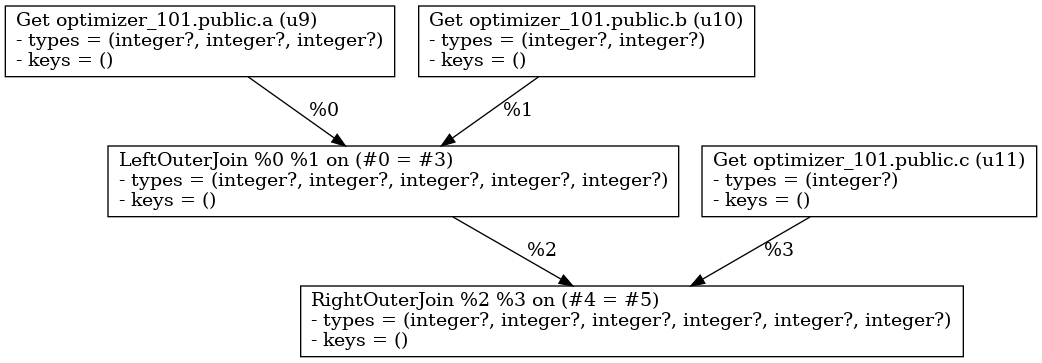 Get optimizer_101.public.a (u9)
- types = (integer?, integer?, integer?)
- keys = ()
Get optimizer_101.public.b (u10)
- types = (integer?, integer?)
- keys = ()
%0
%1
LeftOuterJoin %0 %1 on (#0 = #3)
- types = (integer?, integer?, integer?, integer?, integer?)
- keys = ()
Get optimizer_101.public.c (u11)
- types = (integer?)
- keys = ()
%2
%3
RightOuterJoin %2 %3 on (#4 = #5)
- types = (integer?, integer?, integer?, integer?, integer?, integer?)
- keys = ()